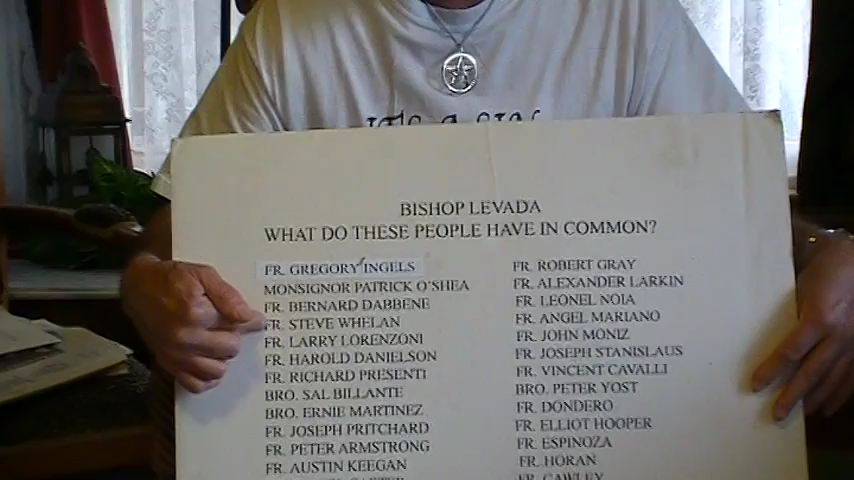 BISHOP LEVADA
WHAT DO THESE PEOPLE HAVE IN COMMON?
FR. GREGORY INGELS
MONSIGNOR PATRICK O'SHEA
FR. BERNARD DABBENE
FR. STEVE WHELAN
FR. LARRY LORENZONI
FR. HAROLD DANIELSON
FR. RICHARD PRESENTI
BRO. SAL BILLANTE
BRO. ERNIE MARTINEZ
FR. JOSEPH PRITCHARD
FR. PETER ARMSTRONG
FR. AUSTIN KEEGAN
FR. ROBERT GRAY
FR. ALEXANDER LARKIN
FR. LEONEL NOIA
FR. ANGEL MARIANO
FR. JOHN MONIZ
FR. JOSEPH STANISLAUS
FR. VINCENT CAVALLI
BRO. PETER YOST
FR. DONDERO
FR. ELLIOT HOOPER
FR. ESPINOZA
FR. HORAN
FR. CAWLEY